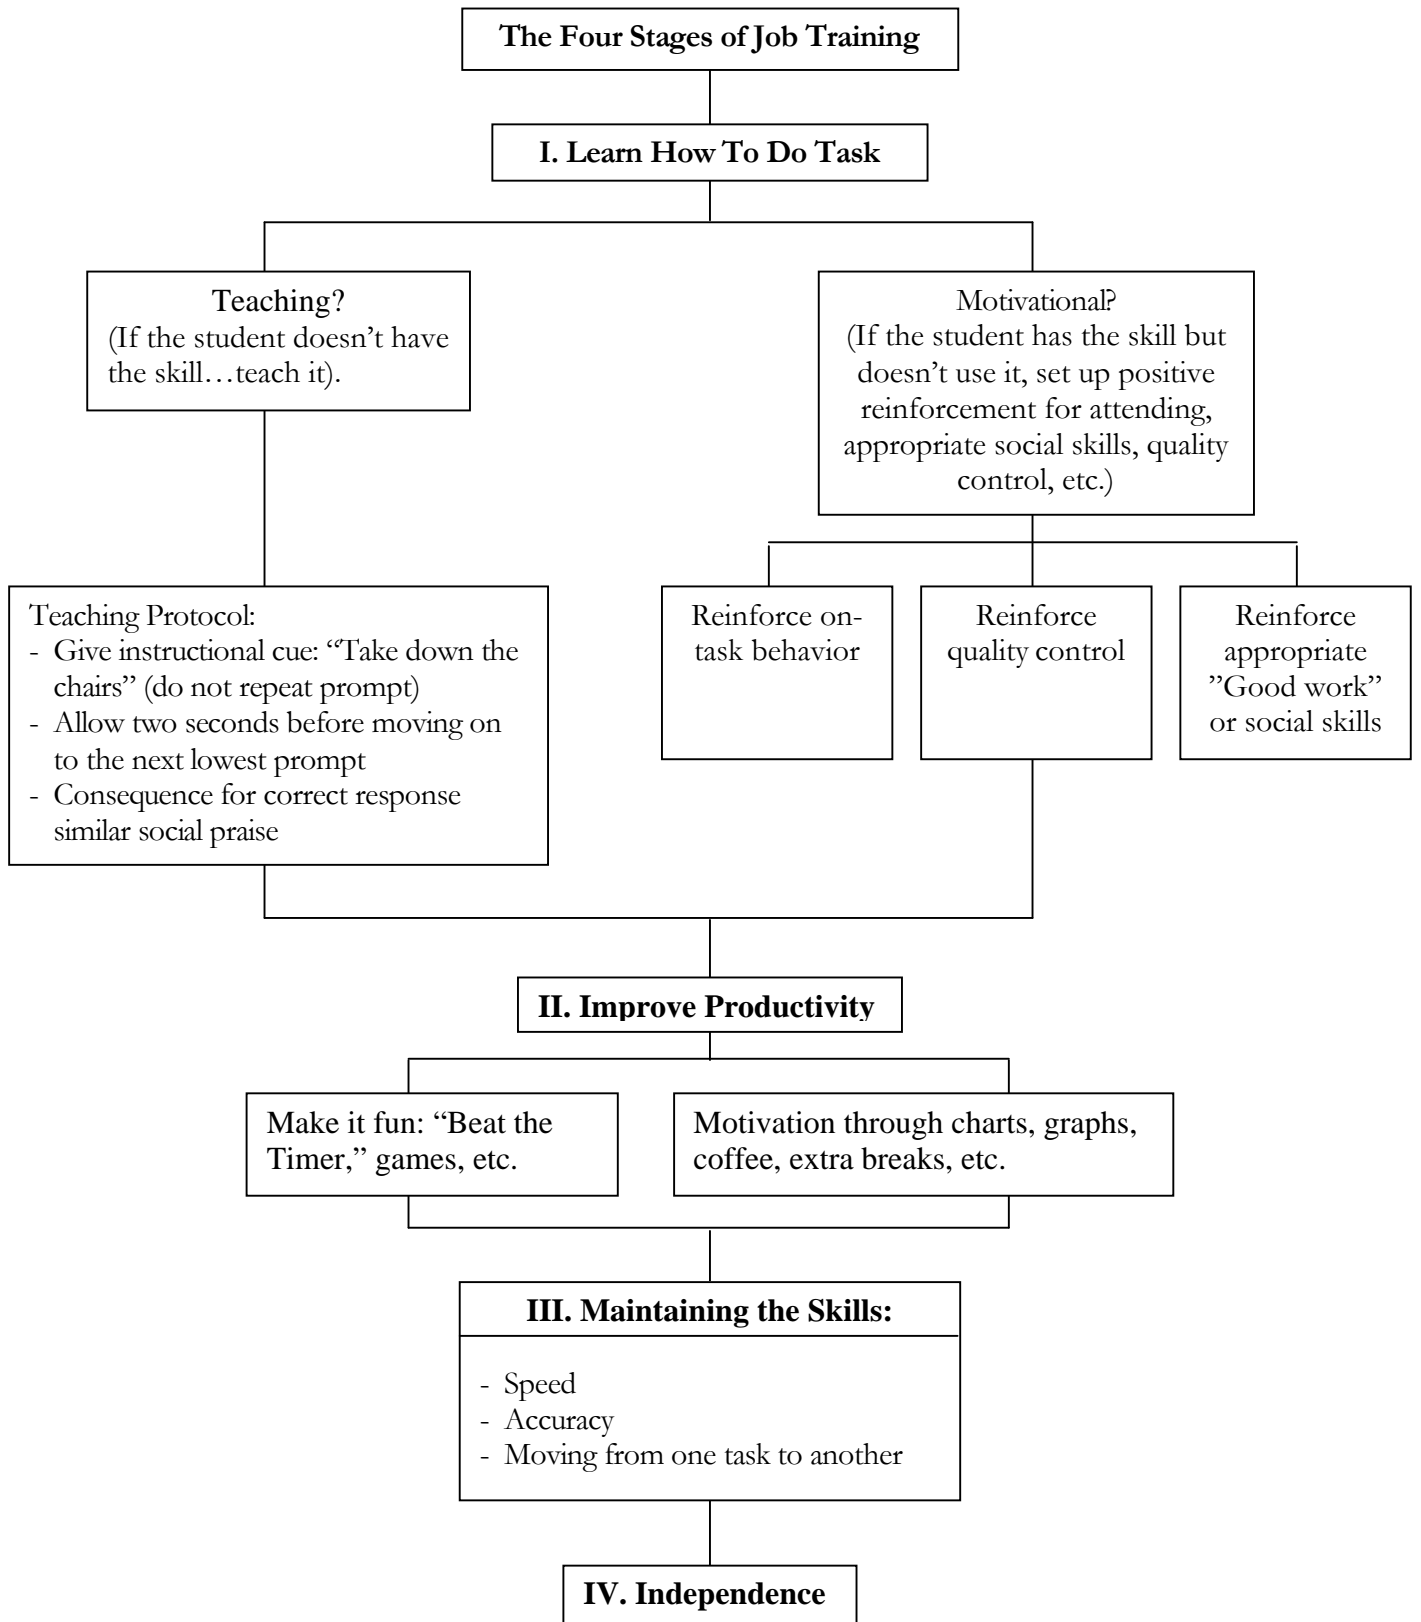 The Four Stages of Job Training
I. Learn How To Do Task
Teaching?
(If the student doesn’t have
the skill…teach it).
Motivational?
(If the student has the skill but
doesn’t use it, set up positive
reinforcement for attending,
appropriate social skills, quality
control, etc.)
Teaching Protocol:
- Give instructional cue: “Take down the
chairs” (do not repeat prompt)
- Allow two seconds before moving on
to the next lowest prompt
- Consequence for correct response
similar social praise
Reinforce on-
task behavior
Reinforce
quality control
Reinforce
appropriate
”Good work”
or social skills
II. Improve Productivity
Make it fun: “Beat the
Timer,” games, etc.
Motivation through charts, graphs,
coffee, extra breaks, etc.
III. Maintaining the Skills:
- Speed
- Accuracy
- Moving from one task to another
IV. Independence